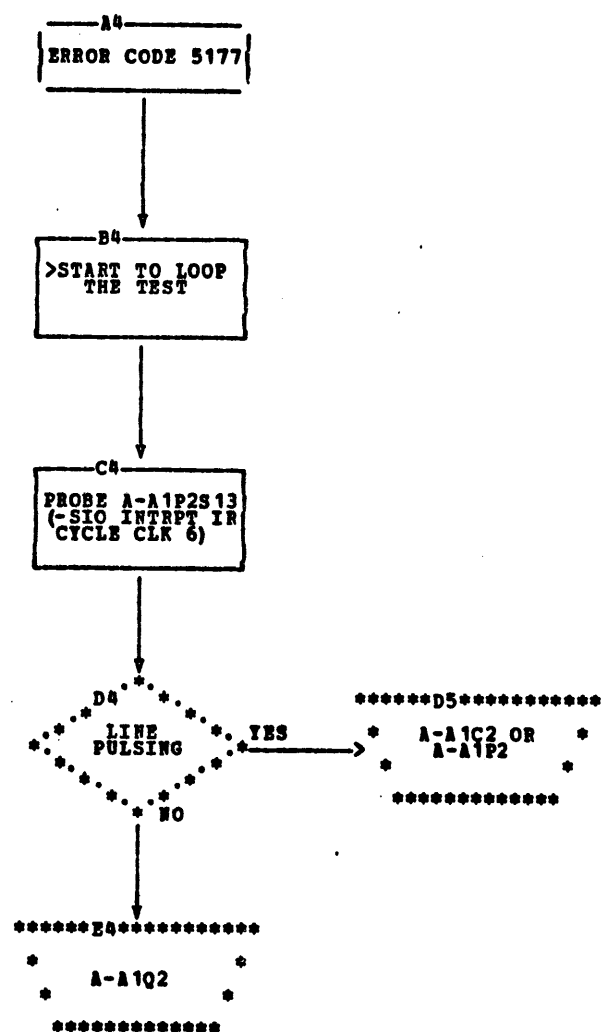 A4
ERROR CODE 5177
B4
>START TO LOOP
THE TEST
C4
PROBE A-A1P2S13
(-SIO INTRPT IR
CYCLE CLK 6)
D4
LINE
PULSING
YES
D5
A-A1C2 OR
A-A1P2
NO
E4
A-A1Q2